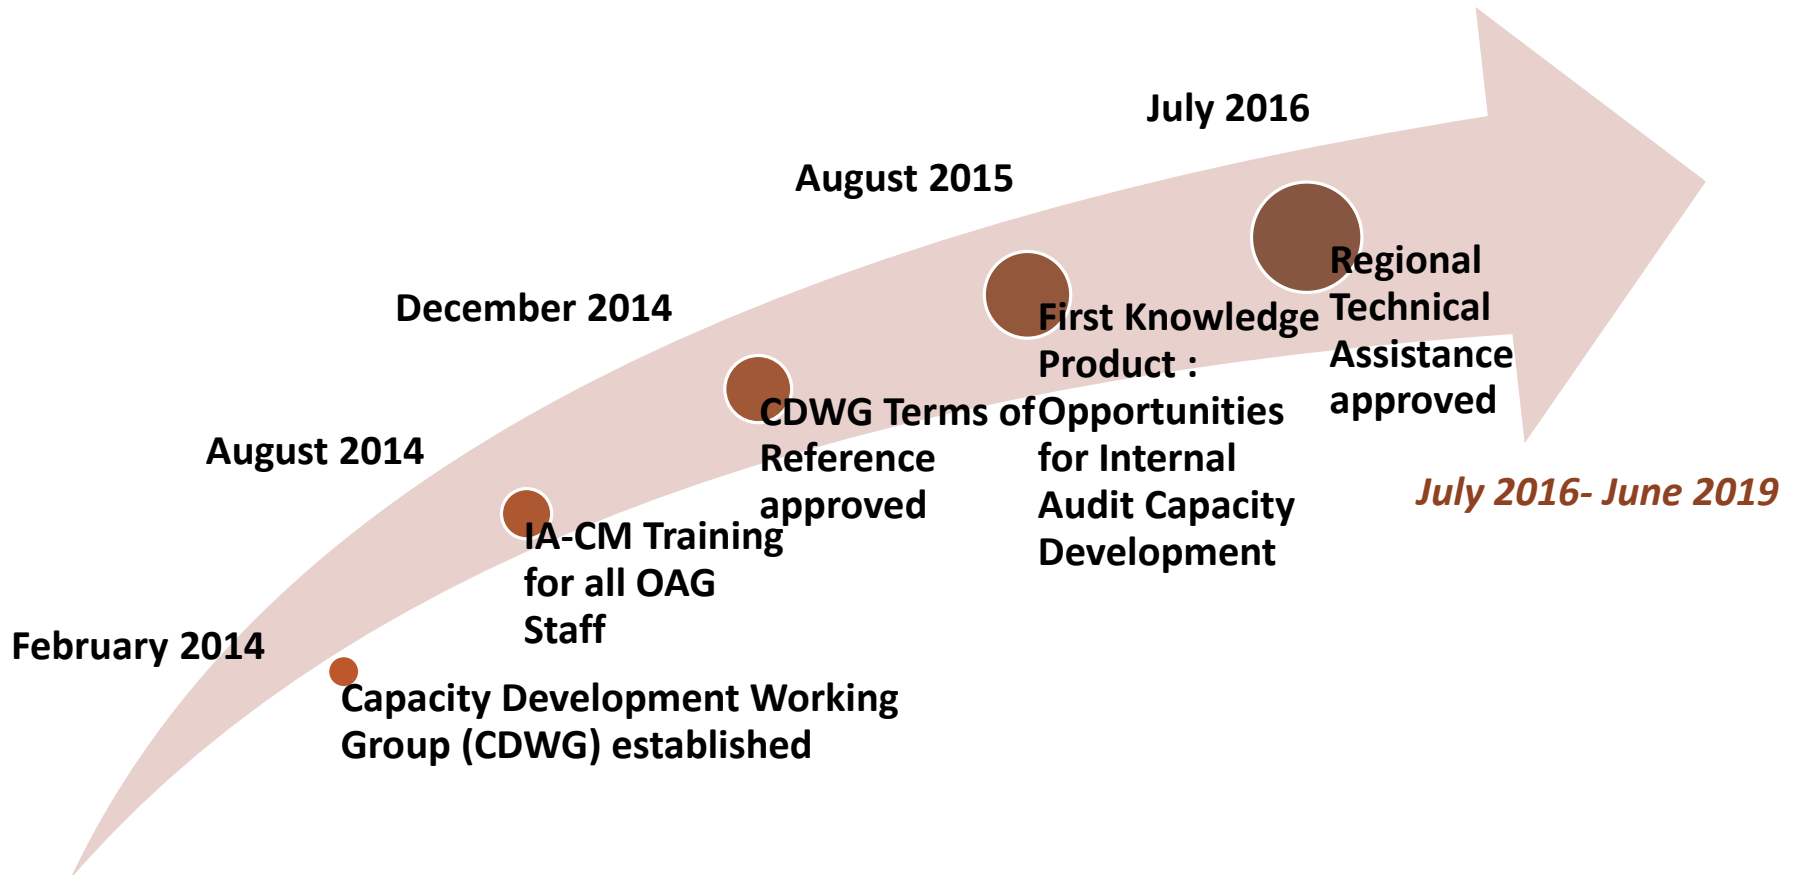 February 2014
Capacity Development Working
Group (CDWG) established
August 2014
IA-CM Training
for all OAG
Staff
December 2014
CDWG Terms of
Reference
approved
August 2015
First Knowledge
Product :
Opportunities
for Internal
Audit Capacity
Development
July 2016
Regional
Technical
Assistance
approved
July 2016- June 2019